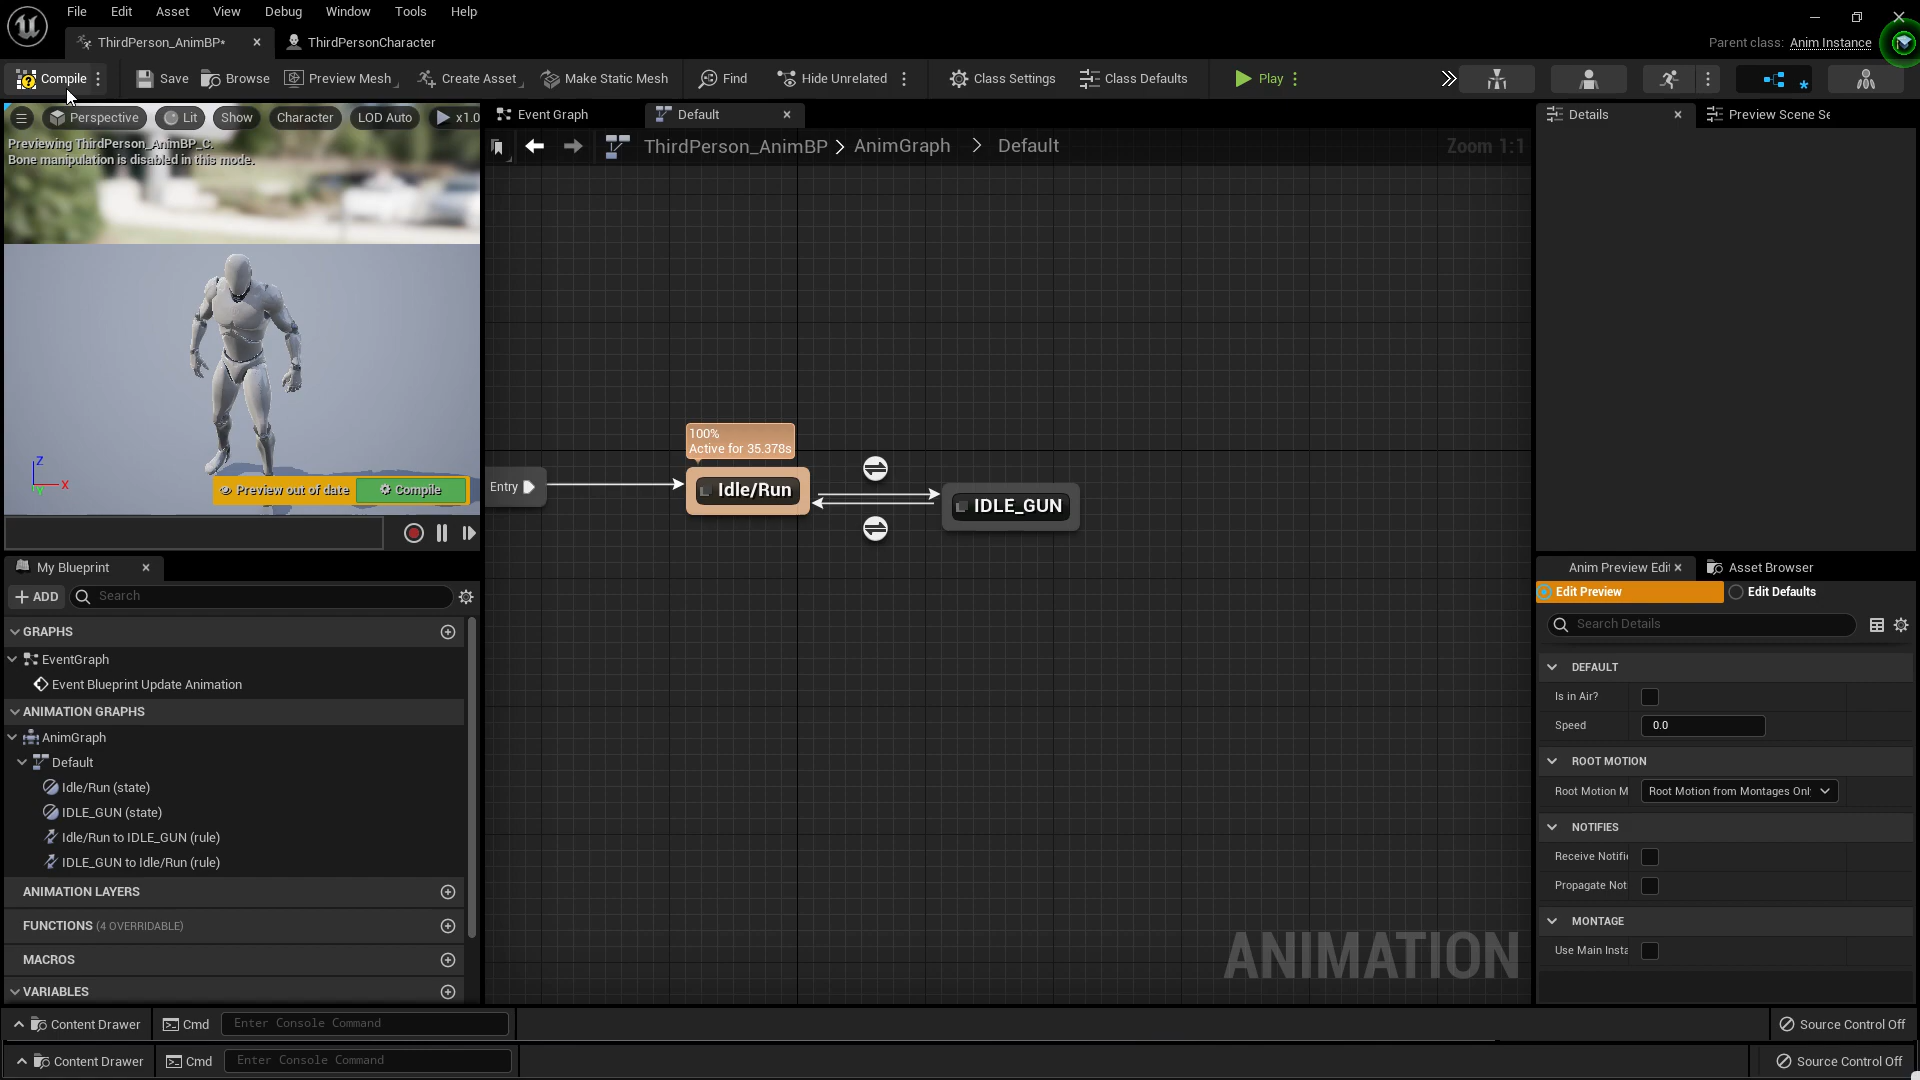 File Edit Asset View Debug Window Tools Help
ThirdPerson_AnimBP* ThirdPersonCharacter
Parent class: Anim Instance
Compile Save Browse Preview Mesh Create Asset Make Static Mesh Find Hide Unrelated Class Settings Class Defaults Play
Perspective Lit Show Character LOD Auto x1.0
Previewing ThirdPerson_AnimBP_C.
Bone manipulation is disabled in this mode.
Z
X
Y
Preview out of date Compile
Event Graph Default
ThirdPerson_AnimBP > AnimGraph > Default
Zoom 1:1
100%
Active for 35.378s
Entry
Idle/Run
IDLE_GUN
ANIMATION
My Blueprint
ADD Search
GRAPHS
EventGraph
Event Blueprint Update Animation
ANIMATION GRAPHS
AnimGraph
Default
Idle/Run (state)
IDLE_GUN (state)
Idle/Run to IDLE_GUN (rule)
IDLE_GUN to Idle/Run (rule)
ANIMATION LAYERS
FUNCTIONS (4 OVERRIDABLE)
MACROS
VARIABLES
Details Preview Scene Se
Anim Preview Edit Asset Browser
Edit Preview Edit Defaults
Search Details
DEFAULT
Is in Air?
Speed 0.0
ROOT MOTION
Root Motion M Root Motion from Montages Onl
NOTIFIES
Receive Notifi
Propagate Not
MONTAGE
Use Main Insta
Content Drawer Cmd Enter Console Command Source Control Off
Content Drawer Cmd Enter Console Command Source Control Off